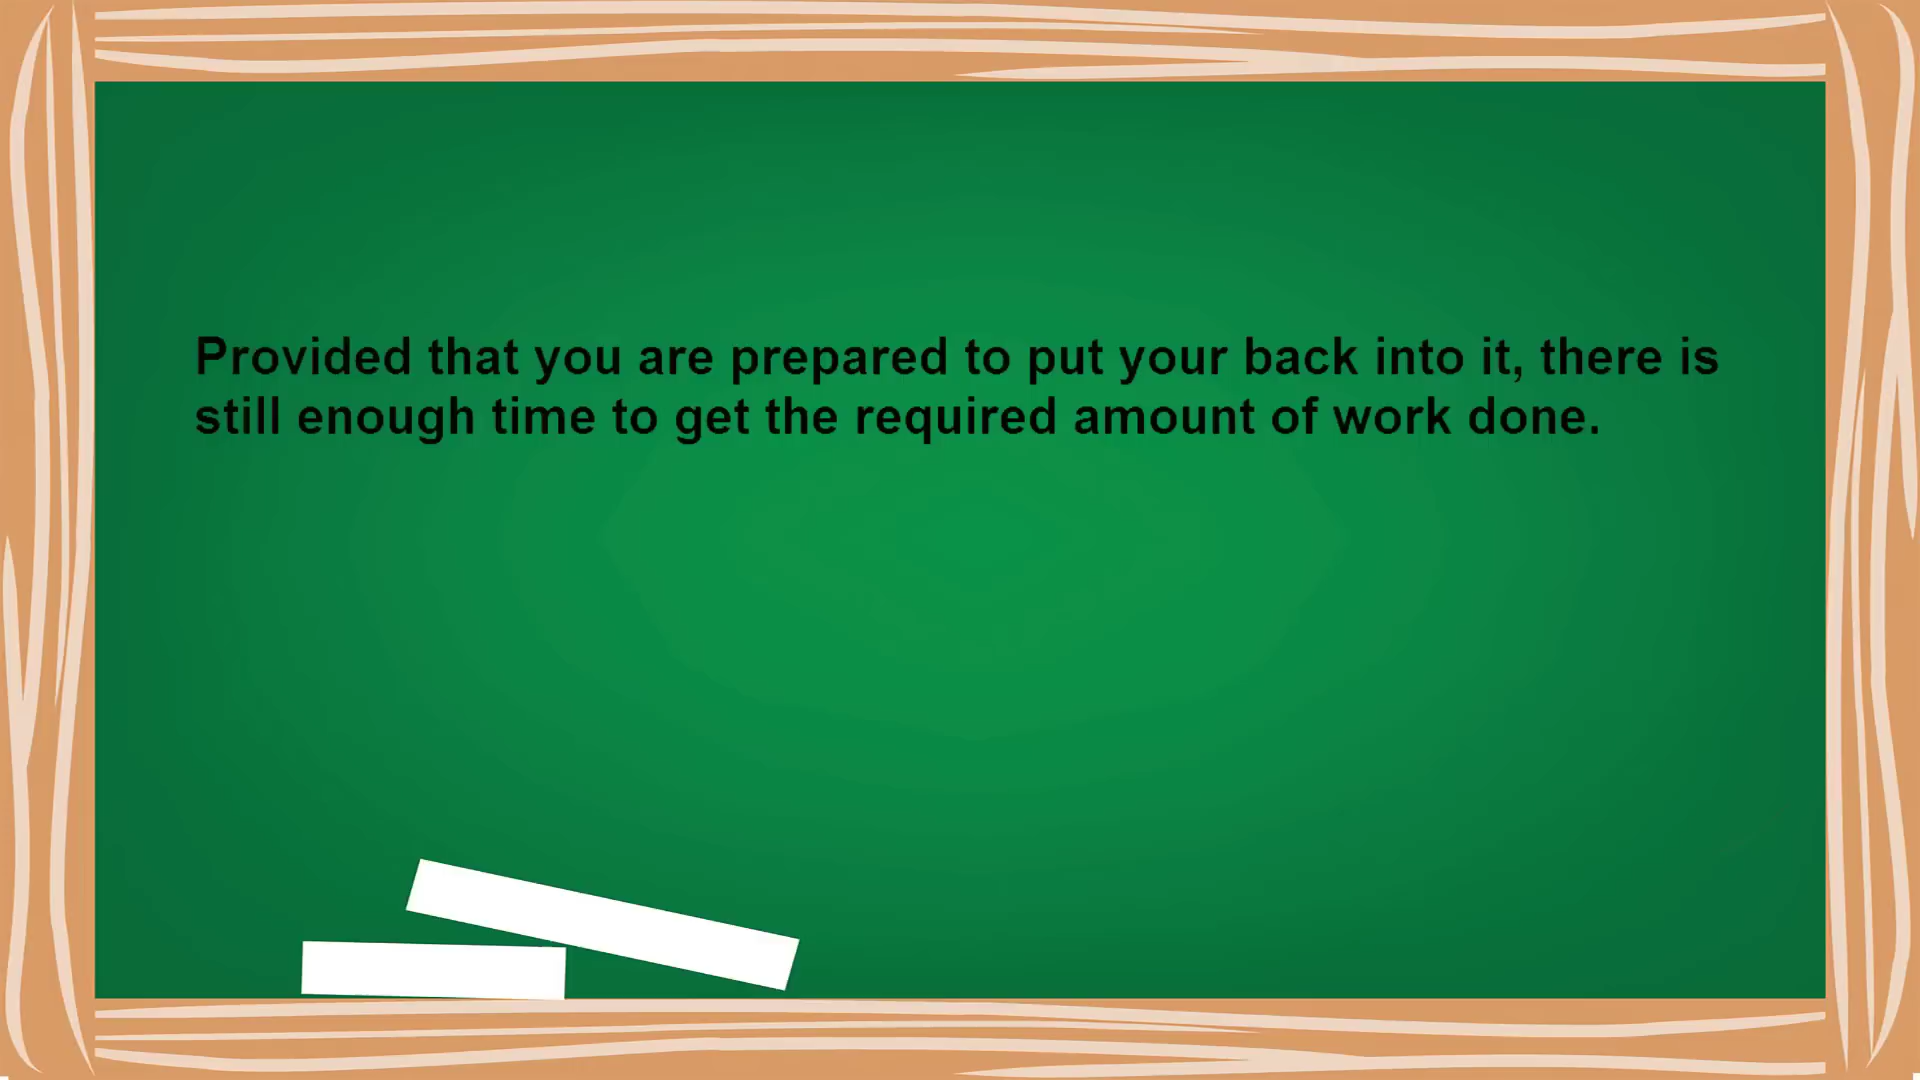 Provided that you are prepared to put your back into it, there is
still enough time to get the required amount of work done.